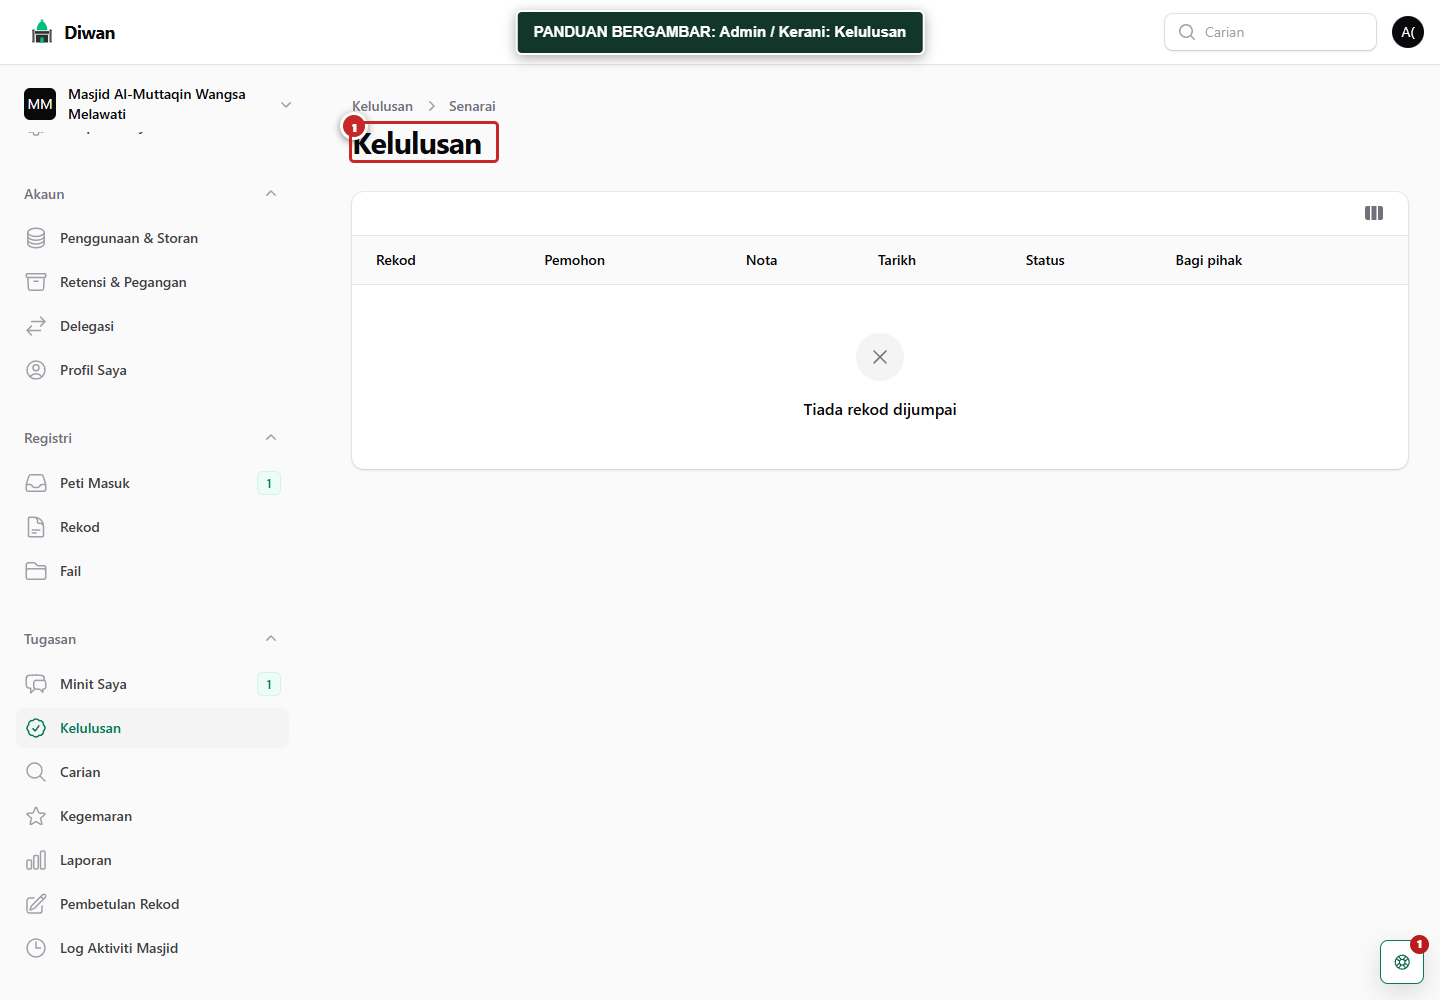 Diwan
PANDUAN BERGAMBAR: Admin / Kerani: Kelulusan
Carian
A(
MM
Masjid Al-Muttaqin Wangsa
Melawati
Kelulusan
Senarai
1
Kelulusan
Akaun
Penggunaan & Storan
Retensi & Pegangan
Delegasi
Profil Saya
Registri
Peti Masuk
1
Rekod
Fail
Tugasan
Minit Saya
1
Kelulusan
Carian
Kegemaran
Laporan
Pembetulan Rekod
Log Aktiviti Masjid
Rekod
Pemohon
Nota
Tarikh
Status
Bagi pihak
Tiada rekod dijumpai
1